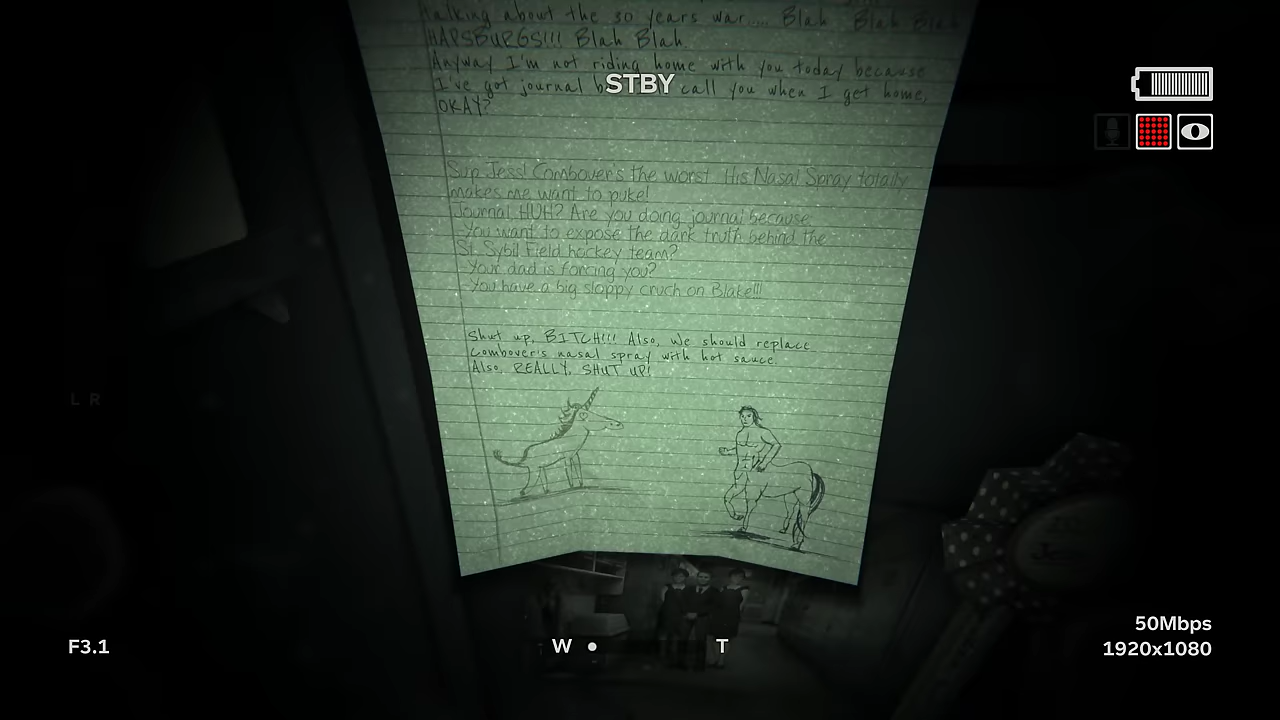 talking about the 30 years war.... Blah Blah Blah
HAPSBURGS!!! Blah Blah.
Anyway I'm not riding home with you today because
I've got journal b STBY call you when I get home,
OKAY?
Sup Jess! Combover's the worst. His Nasal Spray totally
makes me want to puke!
Journal, HUH? Are you doing journal because
-You want to expose the dark truth behind the
St. Sybil Field hockey team?
-Your dad is forcing you?
-You have a big sloppy cruch on Blake!!!
Shut up, BITCH!!! Also, we should replace
combover's nasal spray with hot sauce.
Also, REALLY, SHUT UP!
L R
F3.1
W T
50Mbps
1920x1080